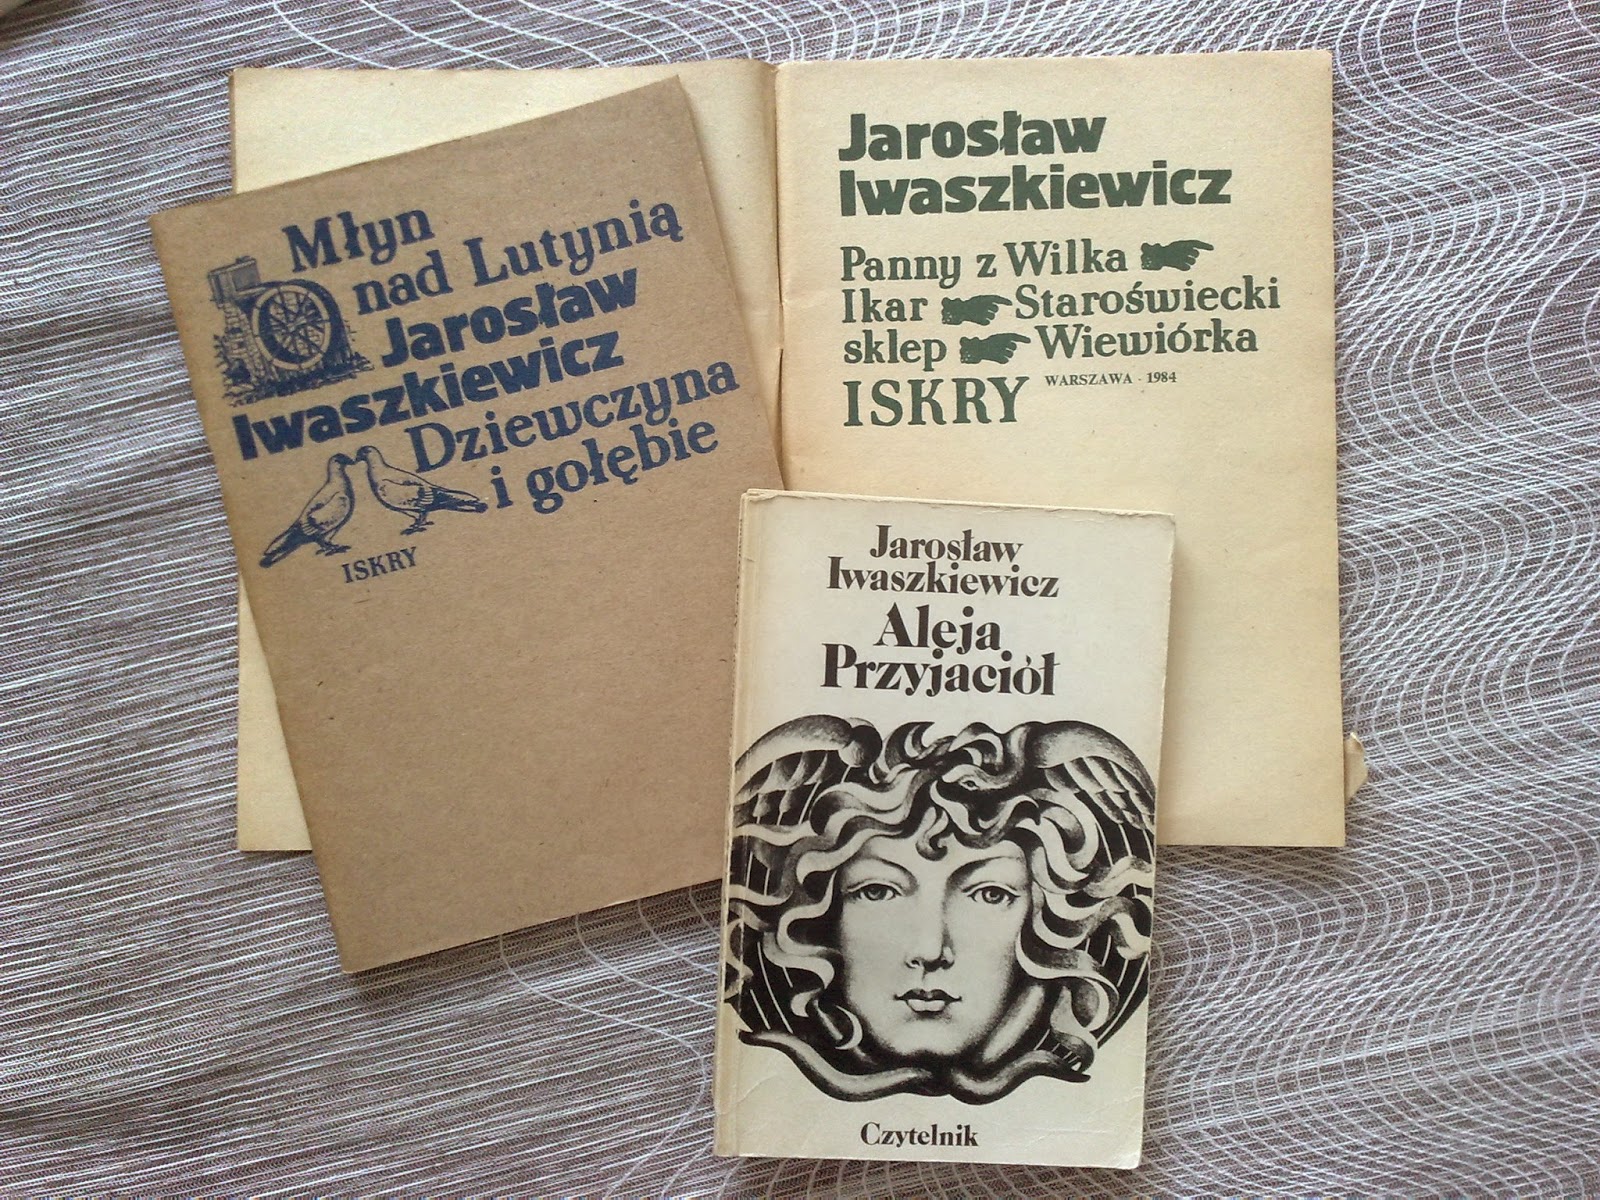 Młyn
nad Lutynią
Jarosław
Iwaszkiewicz
Dziewczyna
i gołębie
ISKRY
Jarosław
Iwaszkiewicz
Panny z Wilka
Ikar Staroświecki
sklep Wiewiórka
ISKRY WARSZAWA · 1984
Jarosław
Iwaszkiewicz
Aleja
Przyjaciół
Czytelnik